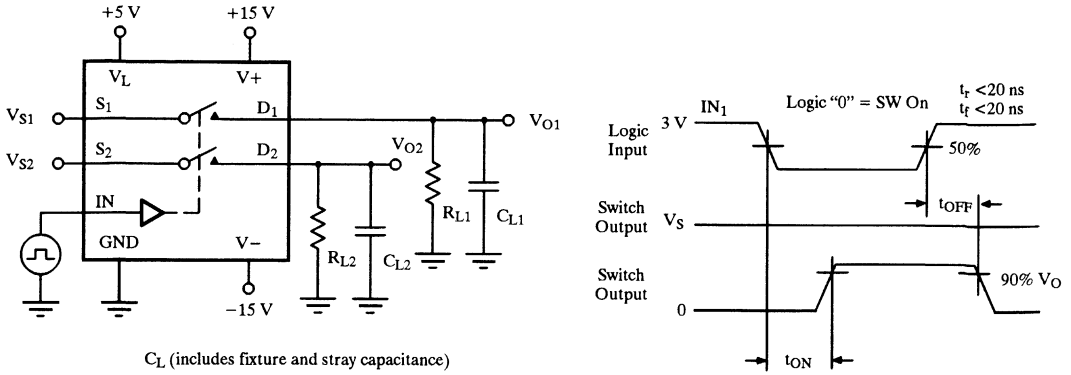 +5 V
+15 V
V_L
V+
V_S1
S_1
D_1
V_O1
V_S2
S_2
D_2
V_O2
IN
R_L1
C_L1
GND
V−
R_L2
C_L2
−15 V
C_L (includes fixture and stray capacitance)
Logic "0" = SW On
t_r <20 ns
t_f <20 ns
Logic
Input
3 V
IN_1
50%
t_OFF
Switch
Output
V_S
Switch
Output
0
90% V_O
t_ON